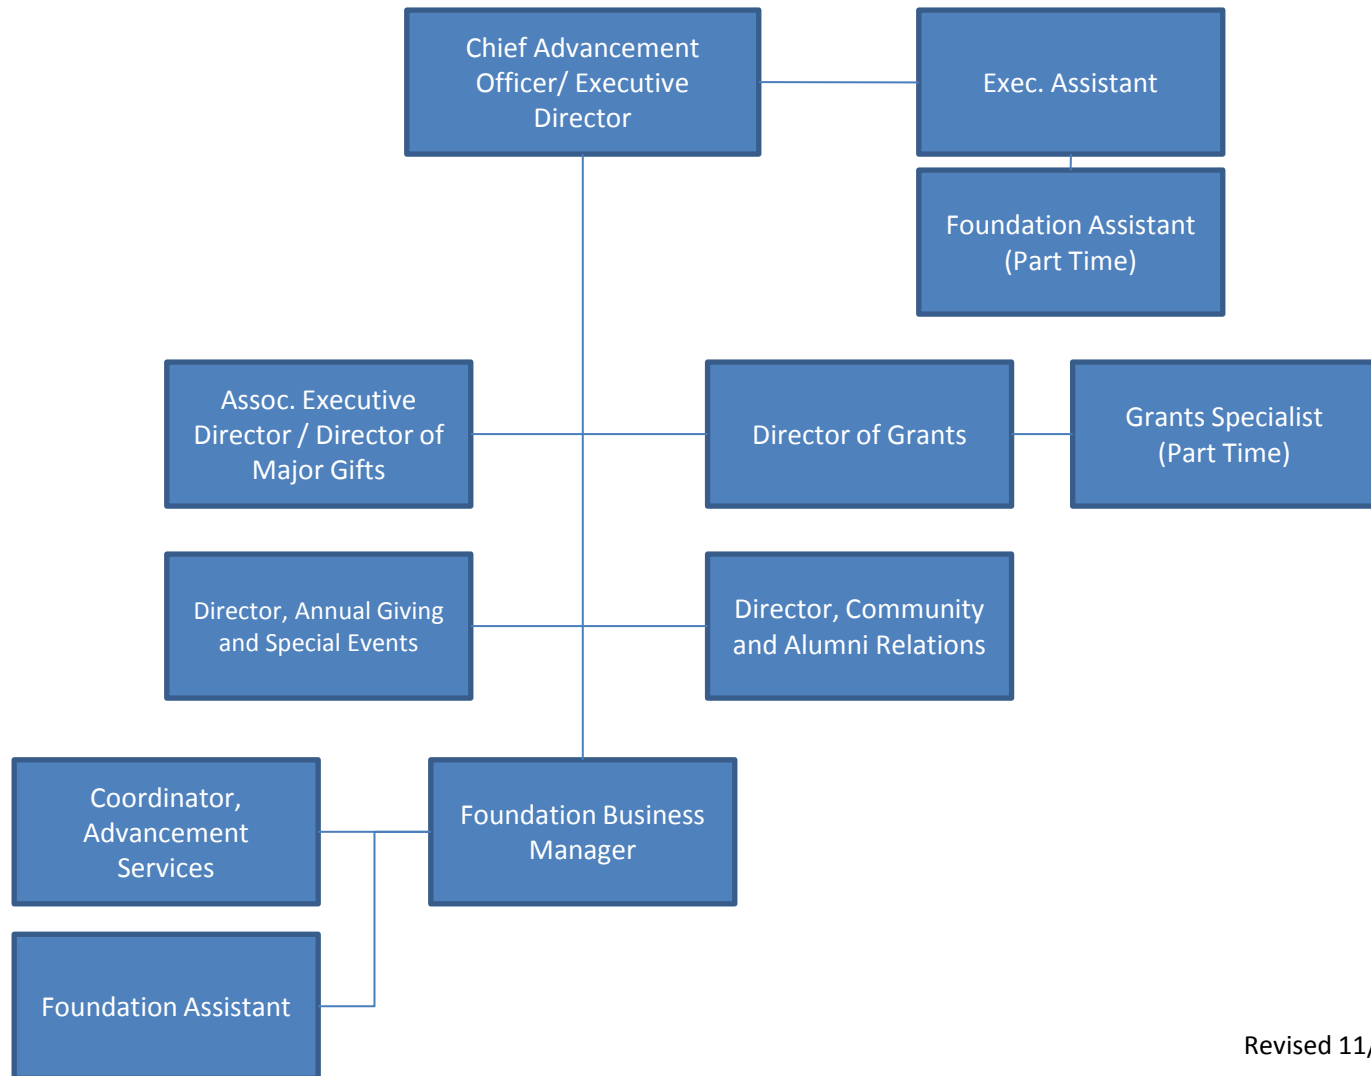 Chief Advancement
Officer/ Executive
Director
Exec. Assistant
Foundation Assistant
(Part Time)
Assoc. Executive
Director / Director of
Major Gifts
Director of Grants
Grants Specialist
(Part Time)
Director, Annual Giving
and Special Events
Director, Community
and Alumni Relations
Coordinator,
Advancement
Services
Foundation Business
Manager
Foundation Assistant
Revised 11/